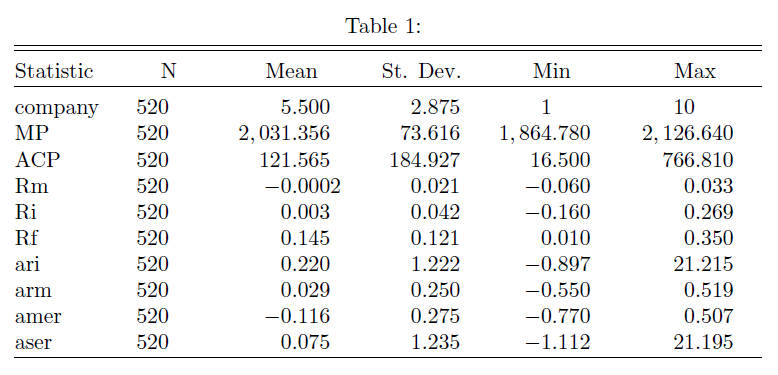 Table 1:
Statistic N Mean St. Dev. Min Max
company 520 5.500 2.875 1 10
MP 520 2,031.356 73.616 1,864.780 2,126.640
ACP 520 121.565 184.927 16.500 766.810
Rm 520 −0.0002 0.021 −0.060 0.033
Ri 520 0.003 0.042 −0.160 0.269
Rf 520 0.145 0.121 0.010 0.350
ari 520 0.220 1.222 −0.897 21.215
arm 520 0.029 0.250 −0.550 0.519
amer 520 −0.116 0.275 −0.770 0.507
aser 520 0.075 1.235 −1.112 21.195